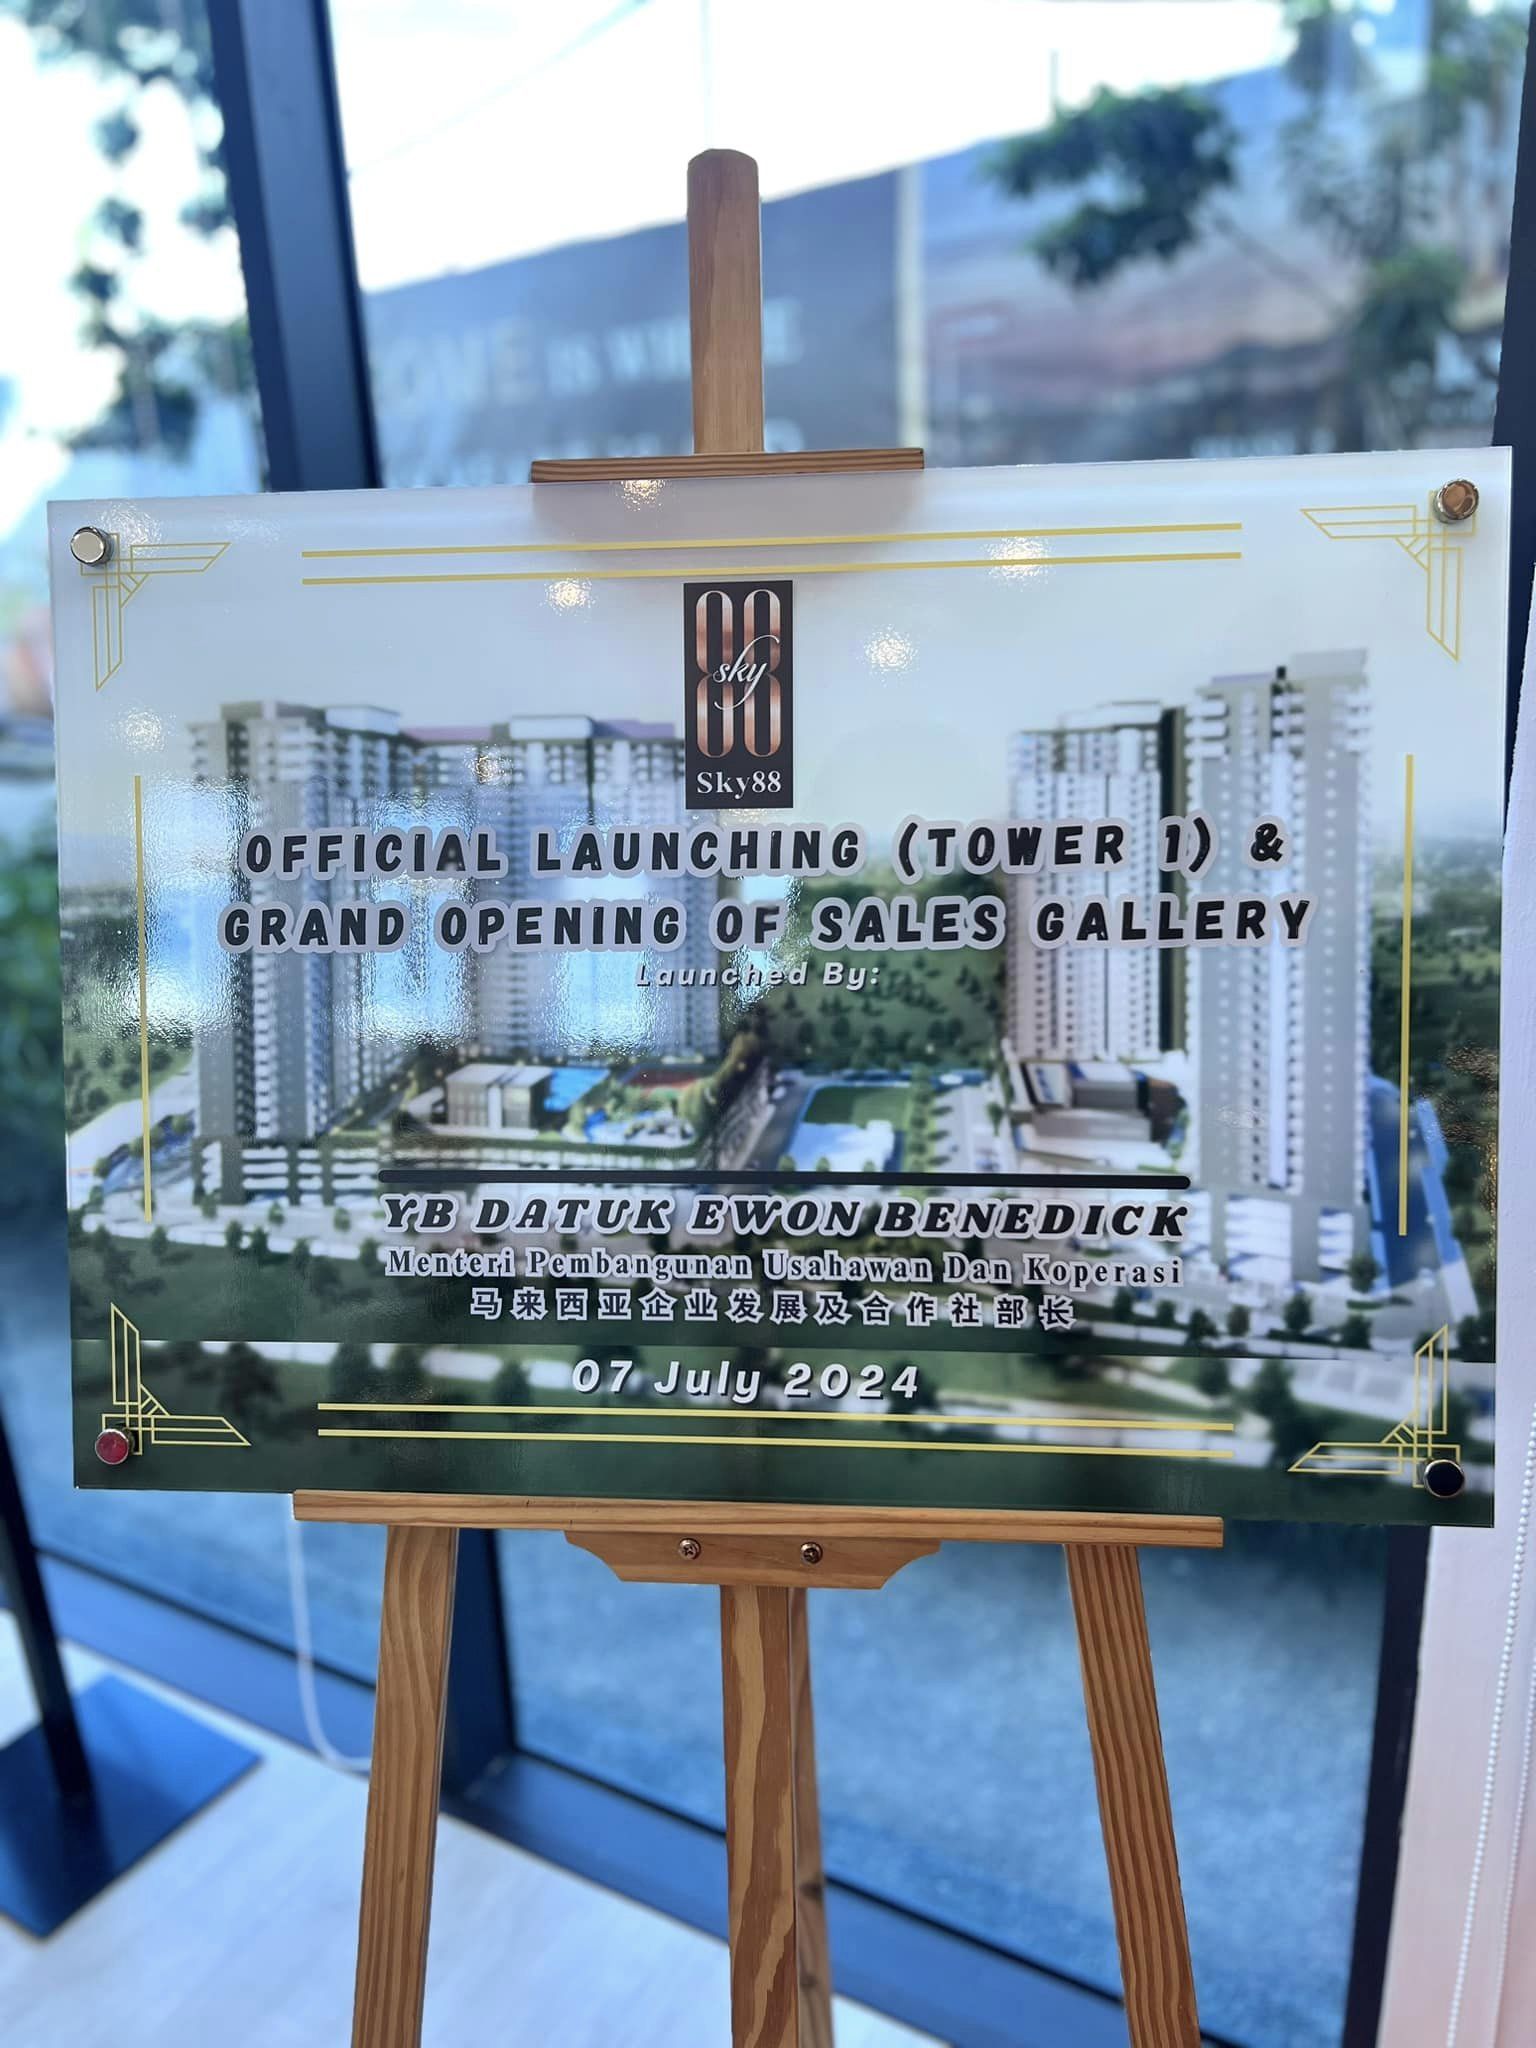 88
sky
Sky88
OFFICIAL LAUNCHING (TOWER 1) &
GRAND OPENING OF SALES GALLERY
Launched By:
YB DATUK EWON BENEDICK
Menteri Pembangunan Usahawan Dan Koperasi
马来西亚企业发展及合作社部长
07 July 2024